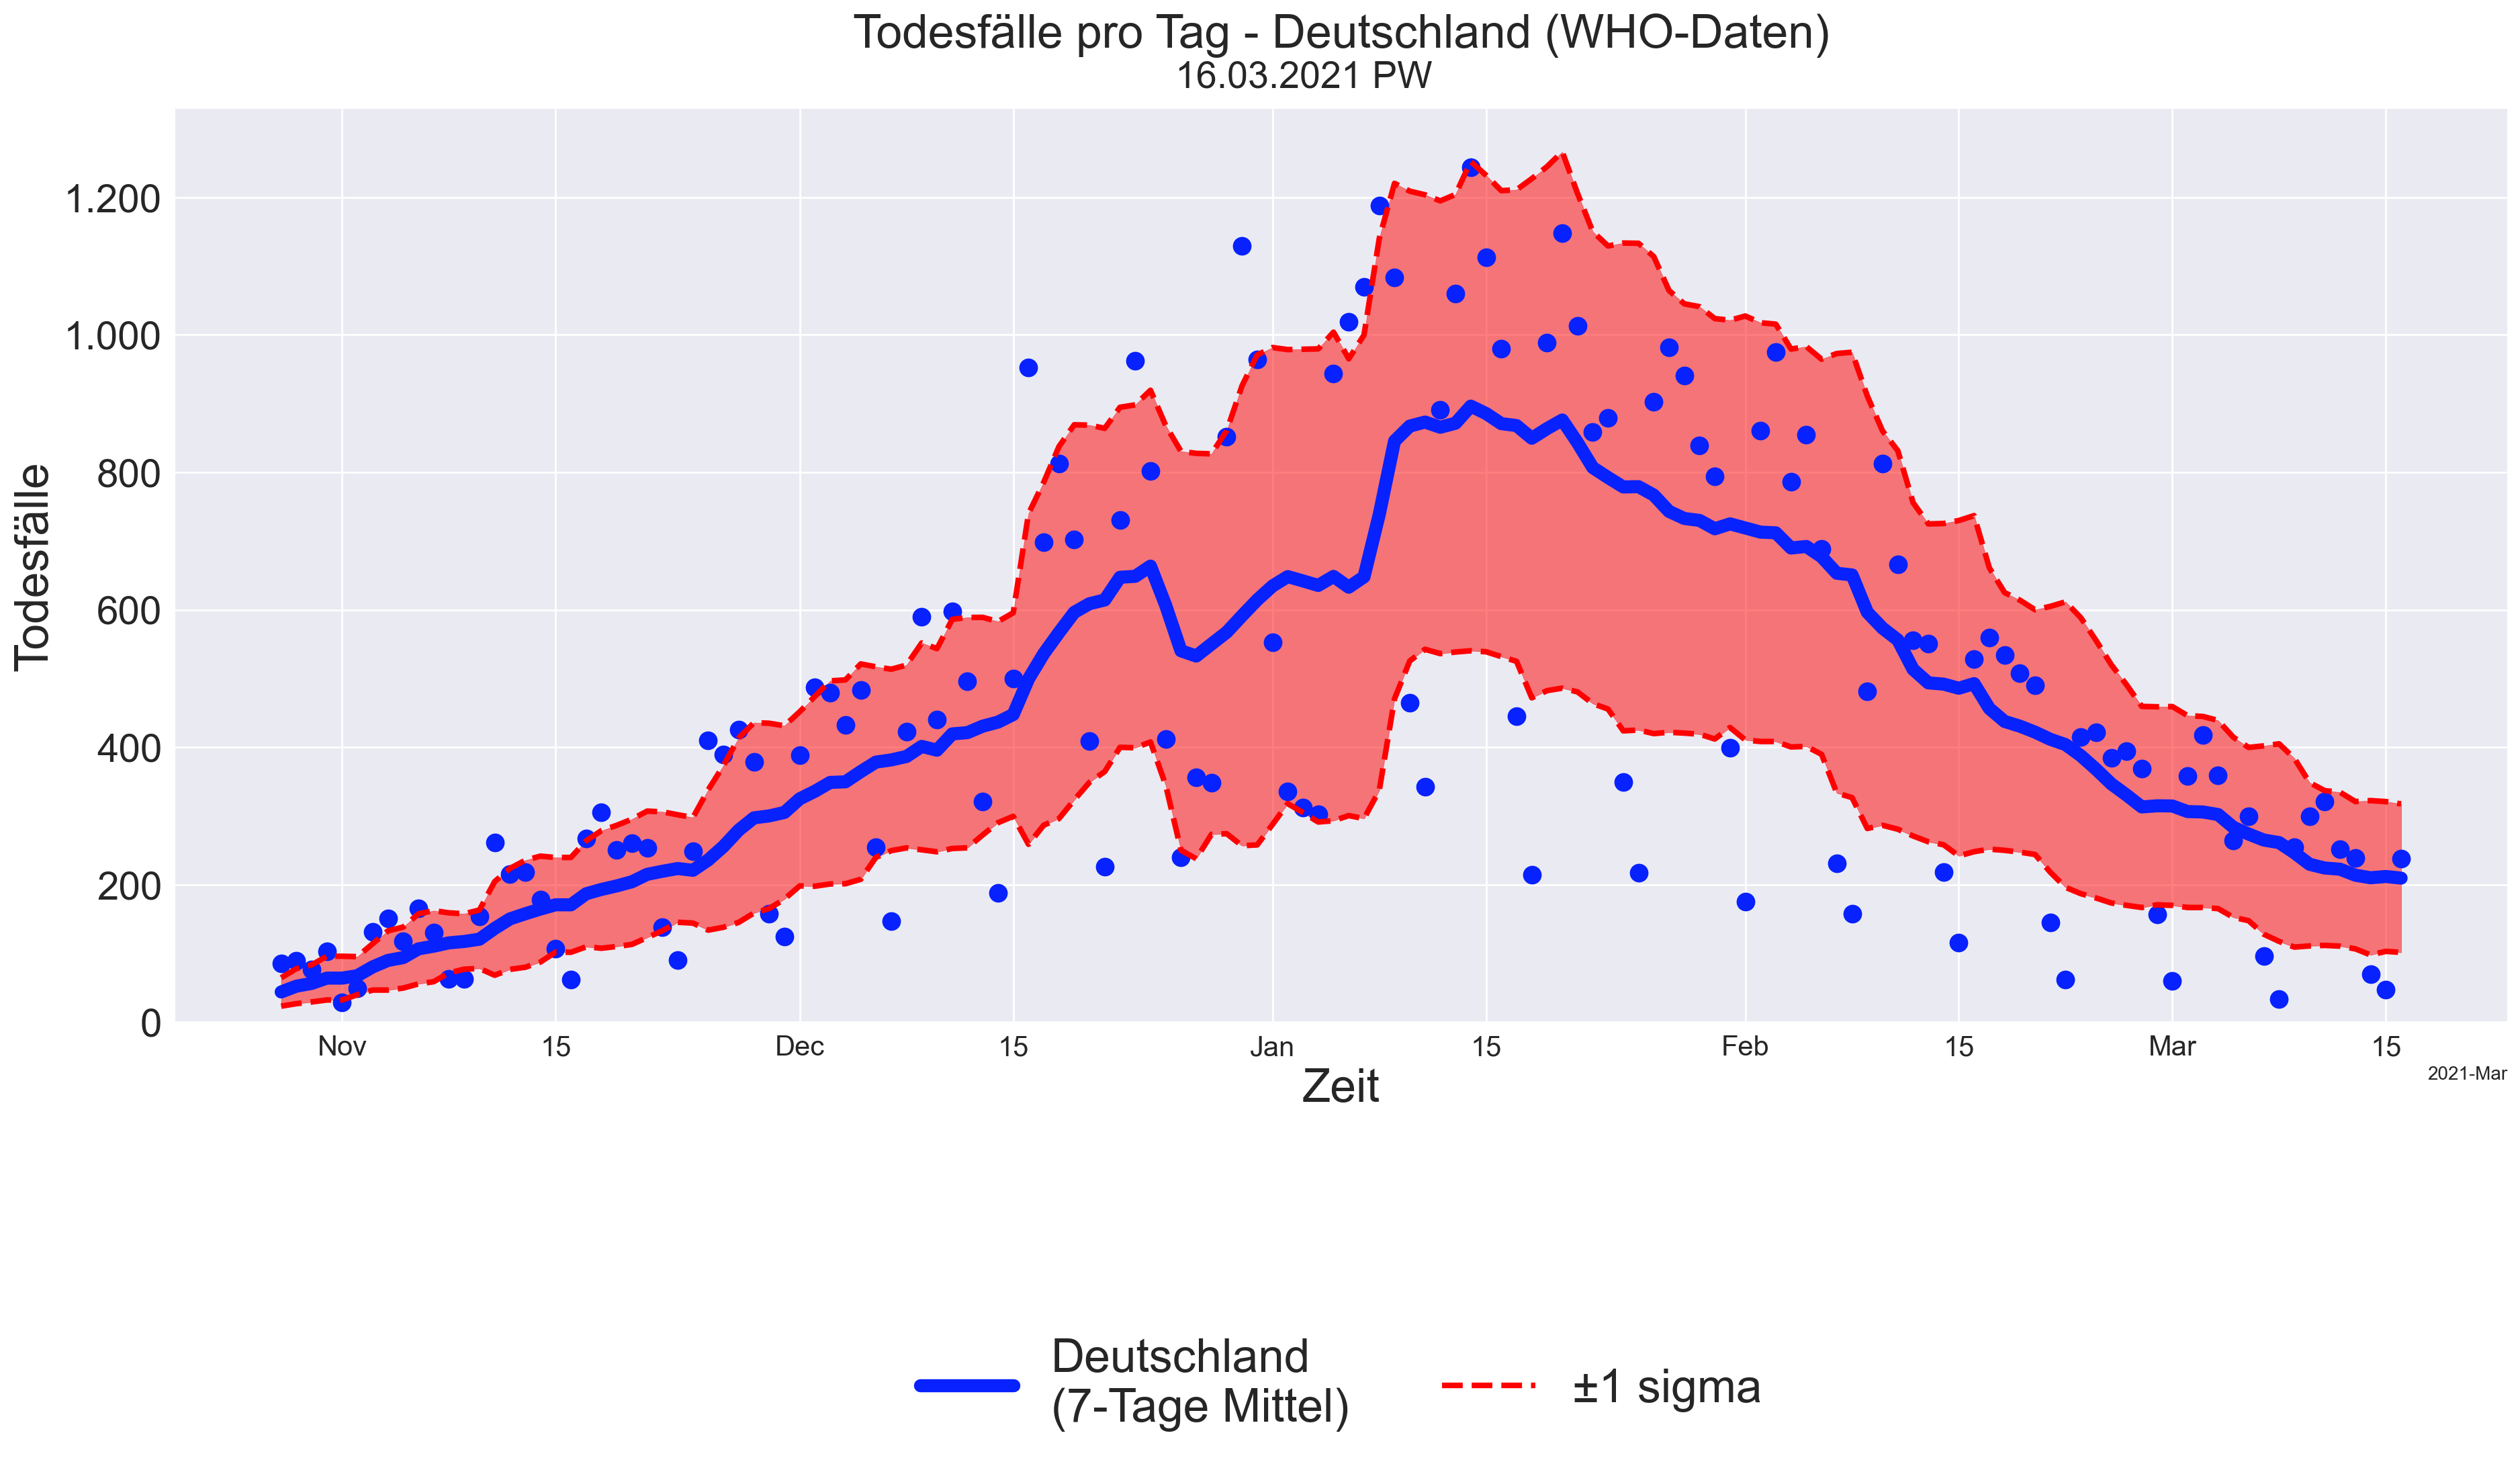 Todesfälle pro Tag - Deutschland (WHO-Daten)
16.03.2021 PW
Todesfälle
1.200
1.000
800
600
400
200
0
Nov 15 Dec 15 Jan 15 Feb 15 Mar 15
2021-Mar
Zeit
Deutschland
(7-Tage Mittel)
±1 sigma